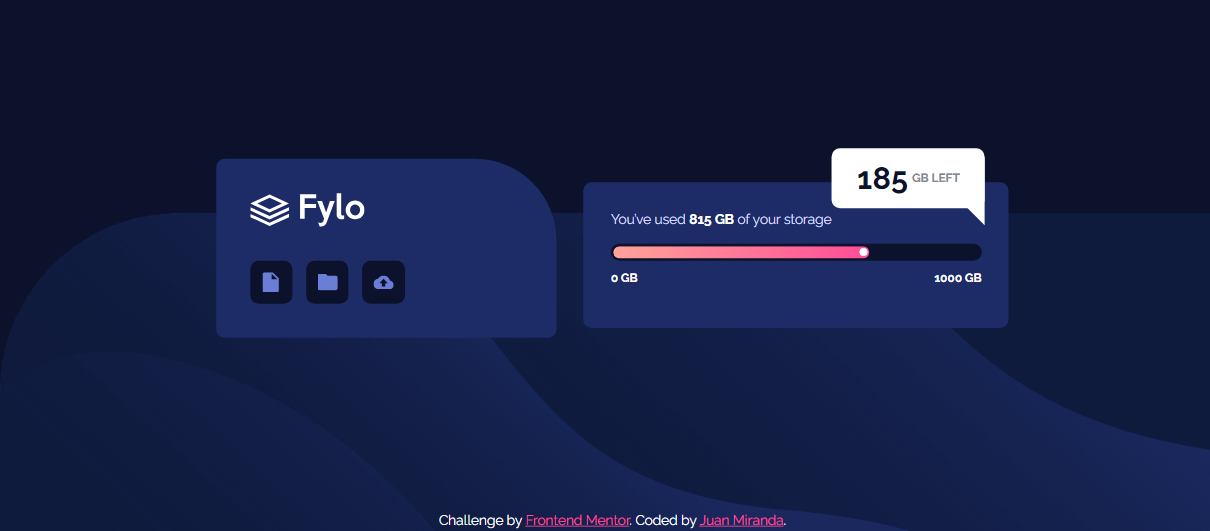 Fylo
185 GB LEFT
You've used 815 GB of your storage
0 GB
1000 GB
Challenge by Frontend Mentor. Coded by Juan Miranda.